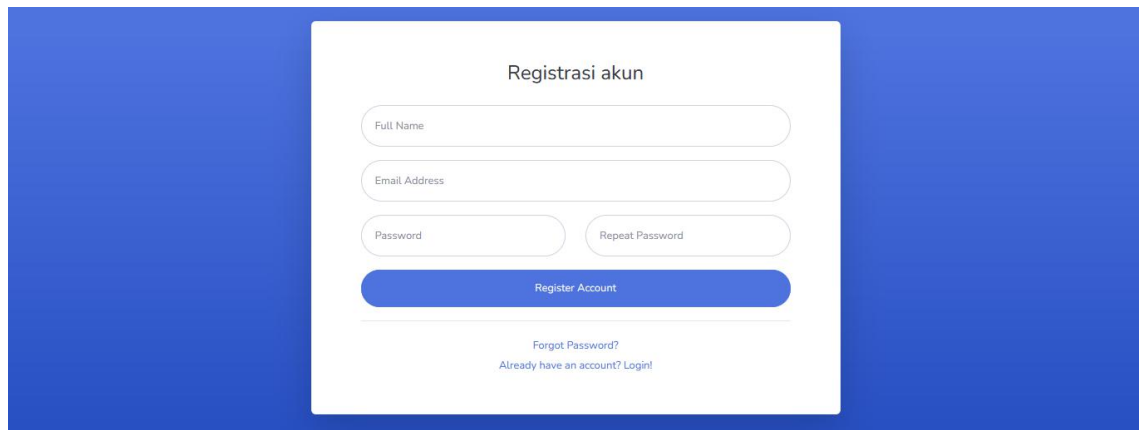 Registrasi akun
Full Name
Email Address
Password Repeat Password
Register Account
Forgot Password?
Already have an account? Login!